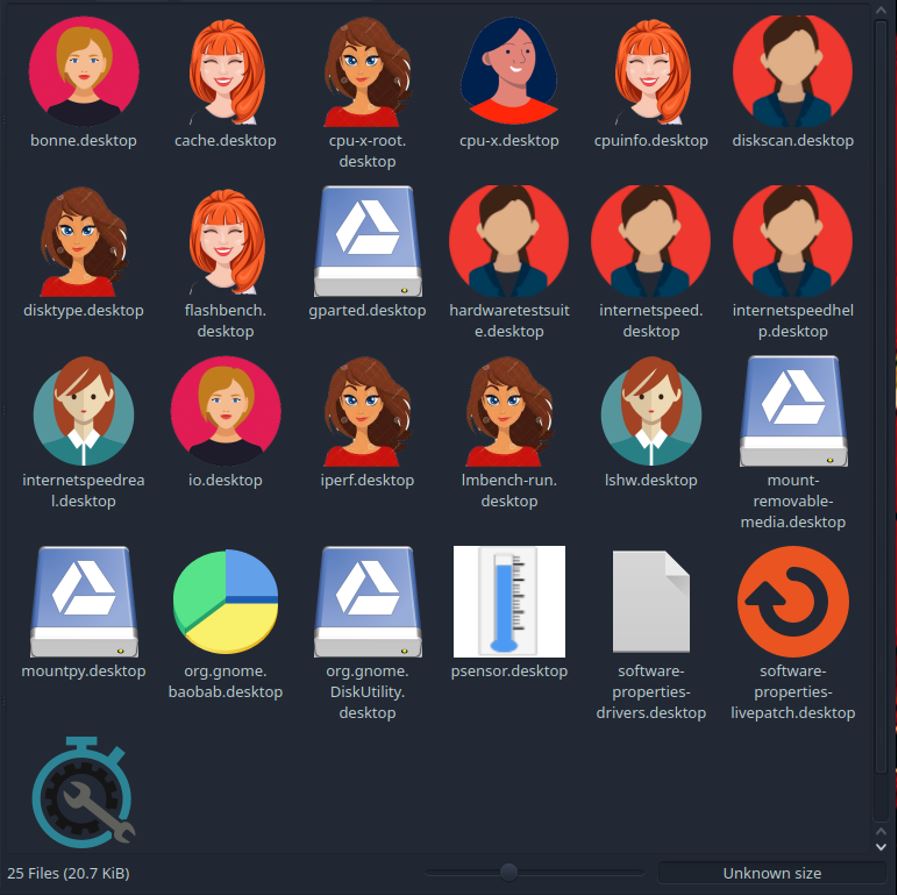 bonne.desktop
cache.desktop
cpu-x-root.
desktop
cpu-x.desktop
cpuinfo.desktop
diskscan.desktop
disktype.desktop
flashbench.
desktop
gparted.desktop
hardwaretestsuit
e.desktop
internetspeed.
desktop
internetspeedhel
p.desktop
internetspeedrea
l.desktop
io.desktop
iperf.desktop
lmbench-run.
desktop
lshw.desktop
mount-
removable-
media.desktop
mountpy.desktop
org.gnome.
baobab.desktop
org.gnome.
DiskUtility.
desktop
psensor.desktop
software-
properties-
drivers.desktop
software-
properties-
livepatch.desktop
25 Files (20.7 KiB)
Unknown size